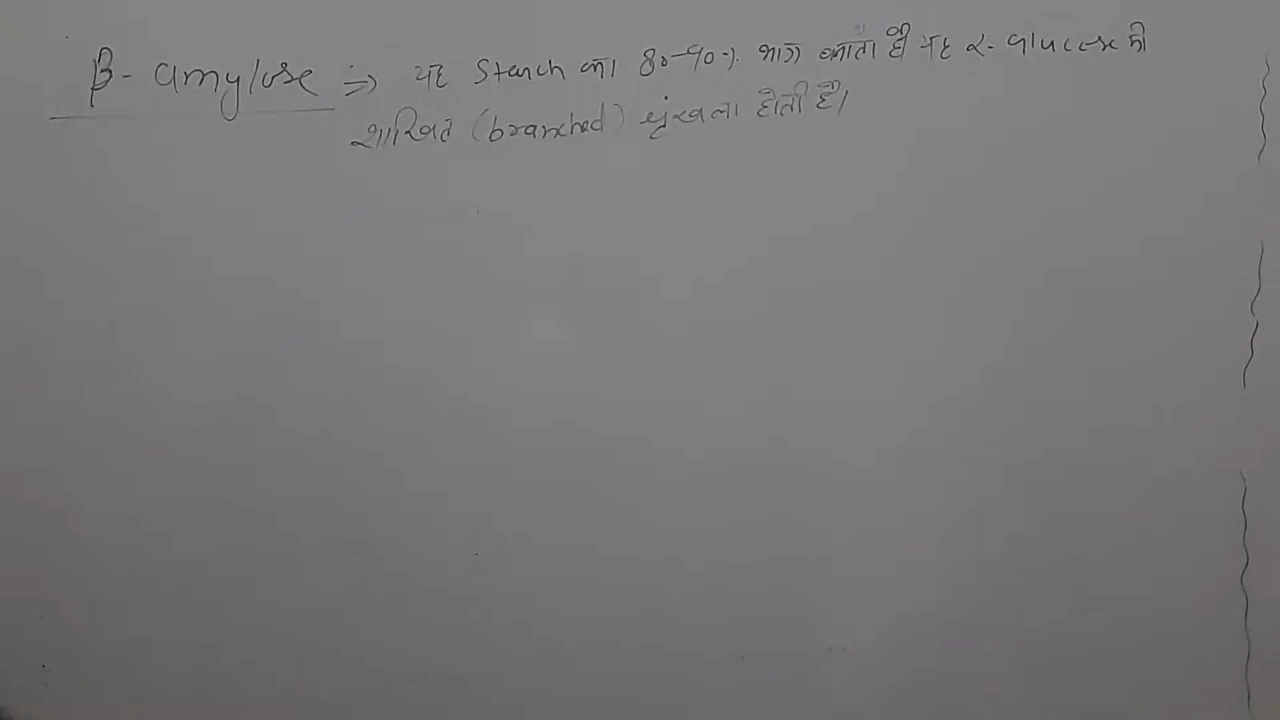 β- amylose ⇒ यह Starch का 80-90% भाग बनाता है यह α- glucose की
शाखित (branched) श्रृंखला होती है।